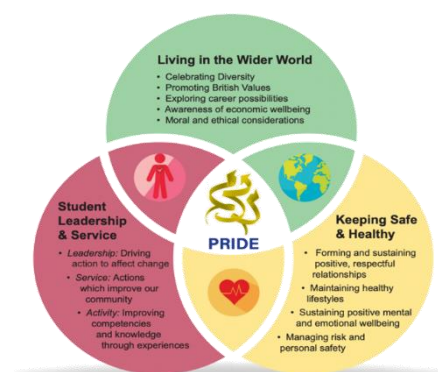 Living in the Wider World
• Celebrating Diversity
• Promoting British Values
• Exploring career possibilities
• Awareness of economic wellbeing
• Moral and ethical considerations
Student
Leadership
& Service
• Leadership: Driving
action to affect change
• Service: Actions
which improve our
community
• Activity: Improving
competencies
and knowledge
through experiences
PRIDE
Keeping Safe
& Healthy
• Forming and sustaining
positive, respectful
relationships
• Maintaining healthy
lifestyles
• Sustaining positive mental
and emotional wellbeing
• Managing risk and
personal safety